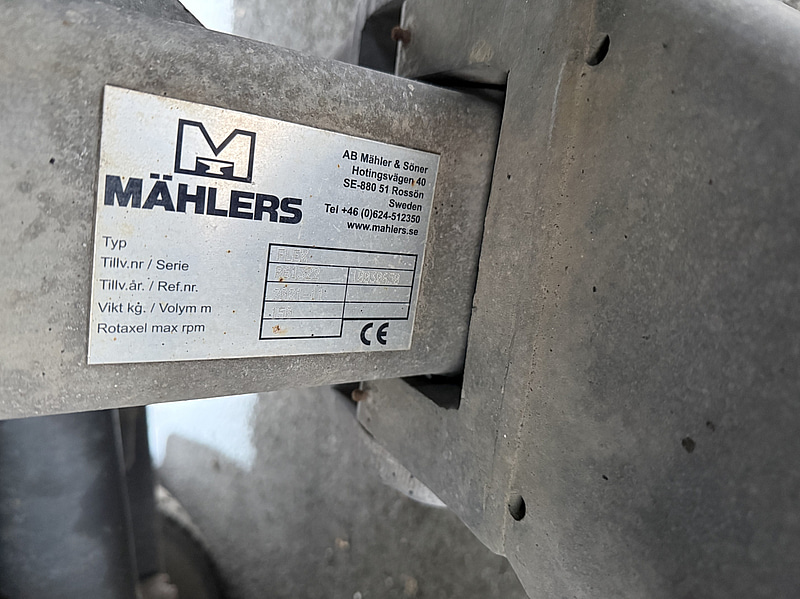 MÄHLERS
AB Mähler & Söner
Hotingsvägen 40
SE-880 51 Rossön
Sweden
Tel +46 (0)624-512350
www.mahlers.se
Typ
Tillv.nr / Serie
Tillv.år. / Ref.nr.
Vikt kg. / Volym m
Rotaxel max rpm
CE